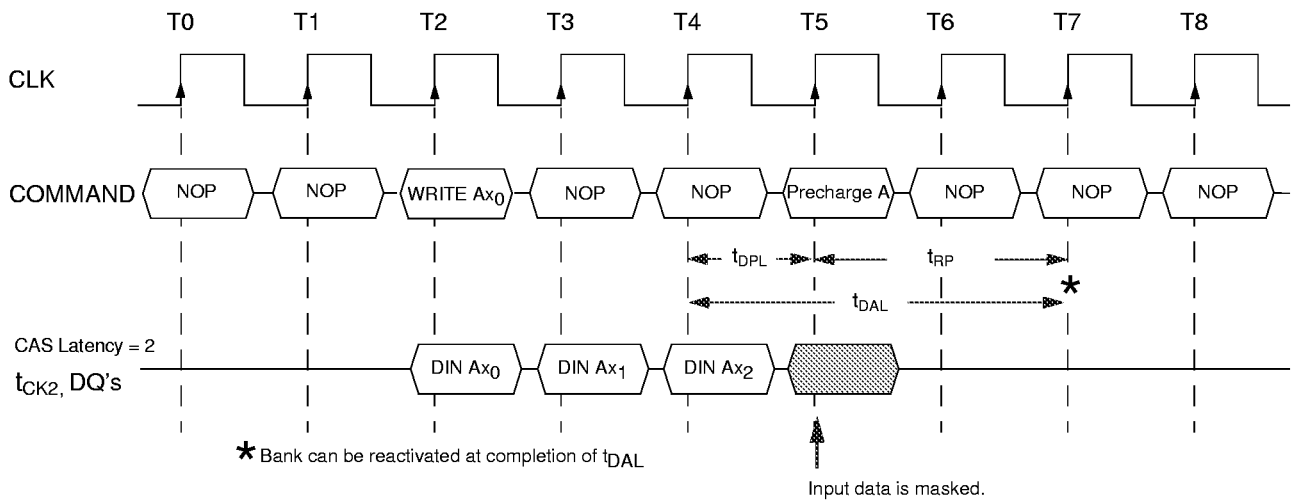 T0 T1 T2 T3 T4 T5 T6 T7 T8
CLK
COMMAND NOP NOP WRITE Ax0 NOP NOP Precharge A NOP NOP NOP
tDPL tRP
*
tDAL
CAS Latency = 2
tCK2, DQ's DIN Ax0 DIN Ax1 DIN Ax2
* Bank can be reactivated at completion of tDAL
Input data is masked.